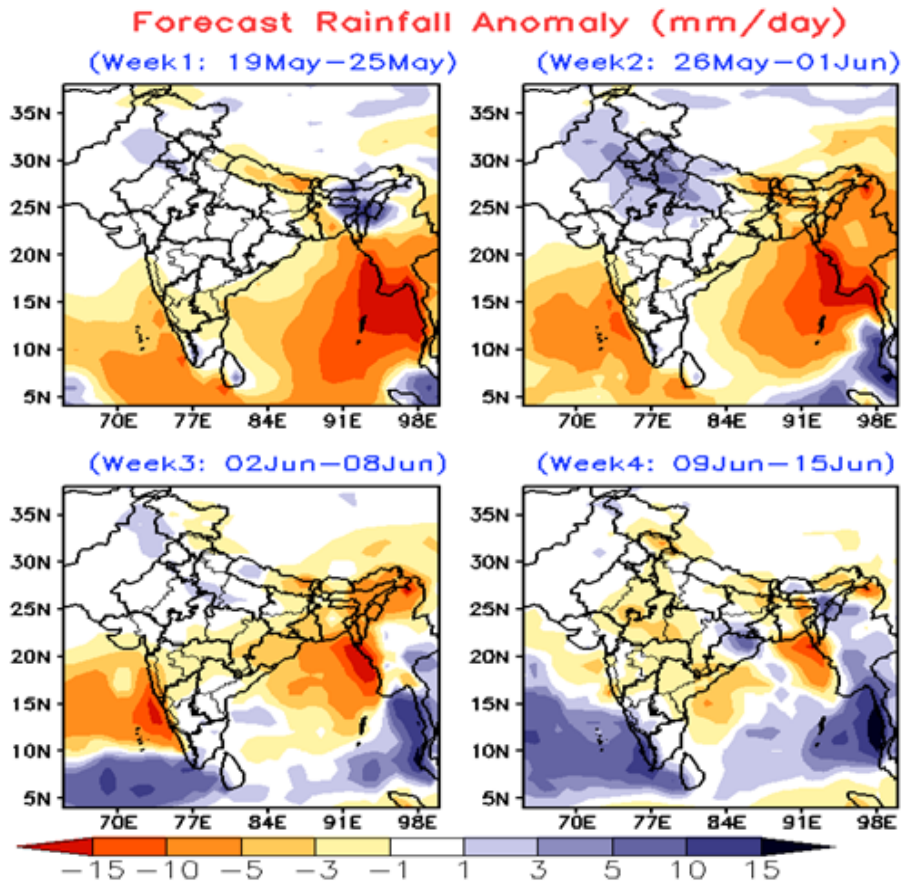 Forecast Rainfall Anomaly (mm/day)
(Week1: 19May−25May)
(Week2: 26May−01Jun)
35N
30N
25N
20N
15N
10N
5N
70E 77E 84E 91E 98E
35N
30N
25N
20N
15N
10N
5N
70E 77E 84E 91E 98E
(Week3: 02Jun−08Jun)
(Week4: 09Jun−15Jun)
35N
30N
25N
20N
15N
10N
5N
70E 77E 84E 91E 98E
35N
30N
25N
20N
15N
10N
5N
70E 77E 84E 91E 98E
−15 −10 −5 −3 −1 1 3 5 10 15